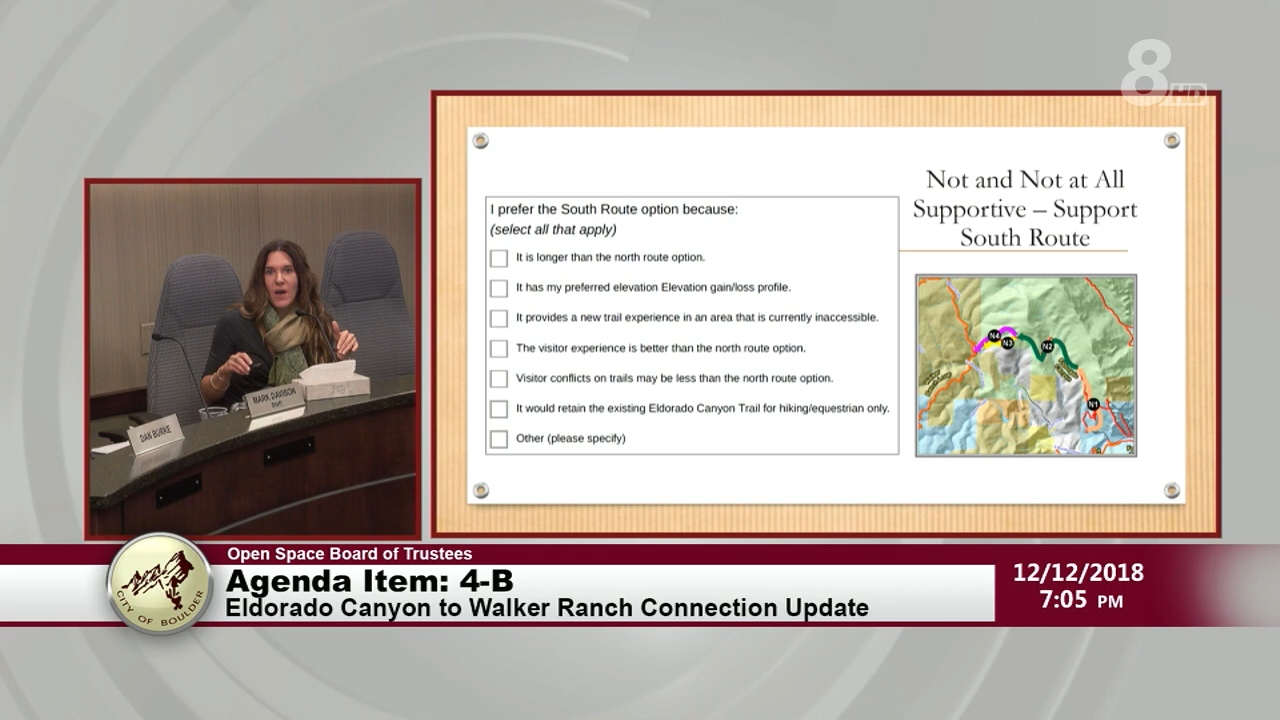 8 HD
Not and Not at All
Supportive – Support
South Route
I prefer the South Route option because:
(select all that apply)
It is longer than the north route option.
It has my preferred elevation Elevation gain/loss profile.
It provides a new trail experience in an area that is currently inaccessible.
The visitor experience is better than the north route option.
Visitor conflicts on trails may be less than the north route option.
It would retain the existing Eldorado Canyon Trail for hiking/equestrian only.
Other (please specify)
N4
N3
N2
N1
DAN BURKE
MARK DAVISON
Staff
Open Space Board of Trustees
Agenda Item: 4-B
Eldorado Canyon to Walker Ranch Connection Update
12/12/2018
7:05 PM
CITY OF BOULDER